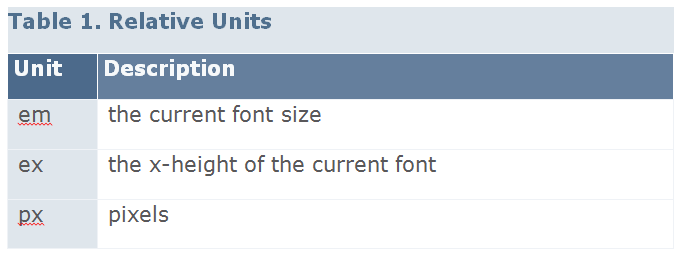 Table 1. Relative Units
Unit Description
em the current font size
ex the x-height of the current font
px pixels